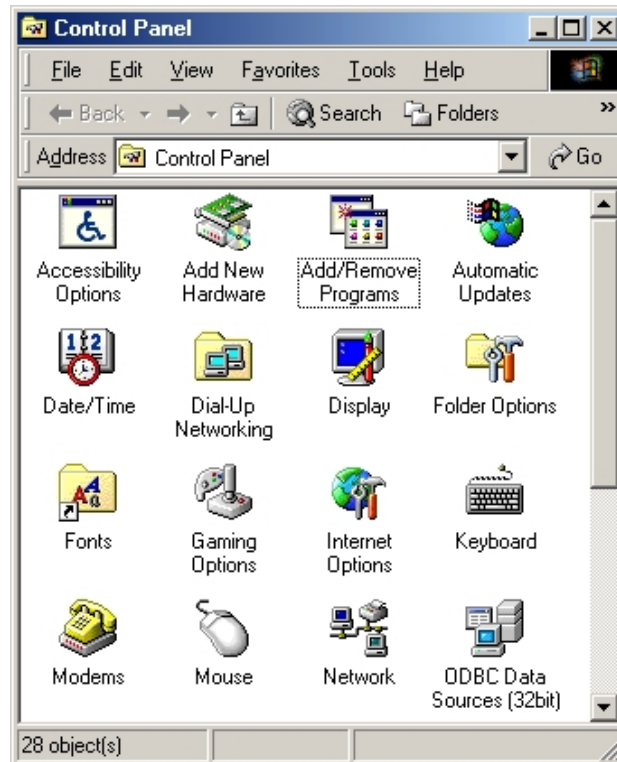 Control Panel
File Edit View Favorites Tools Help
Back Search Folders »
Address Control Panel Go
Accessibility Options
Add New Hardware
Add/Remove Programs
Automatic Updates
Date/Time
Dial-Up Networking
Display
Folder Options
Fonts
Gaming Options
Internet Options
Keyboard
Modems
Mouse
Network
ODBC Data Sources (32bit)
28 object(s)